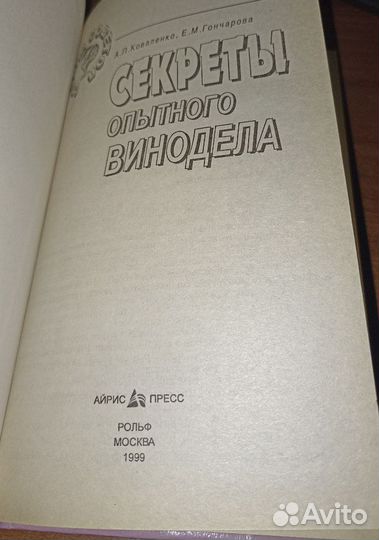 А.П.Коваленко, Е.М.Гончарова
СЕКРЕТЫ
ОПЫТНОГО
ВИНОДЕЛА
АЙРИС ПРЕСС
РОЛЬФ
МОСКВА
1999
Avito